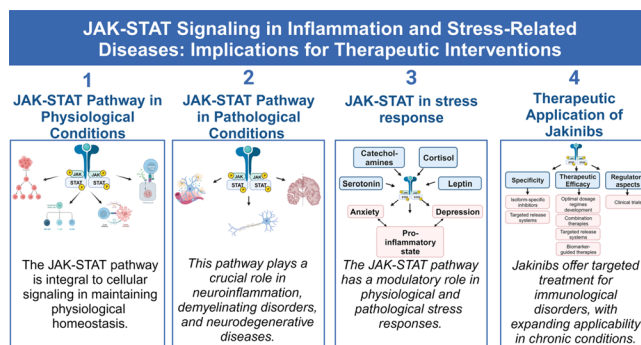 JAK-STAT Signaling in Inflammation and Stress-Related
Diseases: Implications for Therapeutic Interventions
1
JAK-STAT Pathway in
Physiological
Conditions
JAK JAK
STAT STAT
The JAK-STAT pathway
is integral to cellular
signaling in maintaining
physiological
homeostasis.
2
JAK-STAT Pathway
in Pathological
Conditions
JAK JAK
STAT STAT
This pathway plays a
crucial role in
neuroinflammation,
demyelinating disorders,
and neurodegenerative
diseases.
3
JAK-STAT in stress
response
Catechol-
amines
Cortisol
Serotonin
Leptin
Anxiety
Depression
Pro-
inflammatory
state
The JAK-STAT pathway
has a modulatory role in
physiological and
pathological stress
responses.
4
Therapeutic
Application of
Jakinibs
Specificity
Isoform-specific
inhibitors
Targeted release
systems
Therapeutic
Efficacy
Optimal dosage
regimes
development
Combination
therapies
Targeted release
systems
Biomarker-
guided therapies
Regulatory
aspects
Clinical trials
Jakinibs offer targeted
treatment for
immunological
disorders, with
expanding applicability
in chronic conditions.